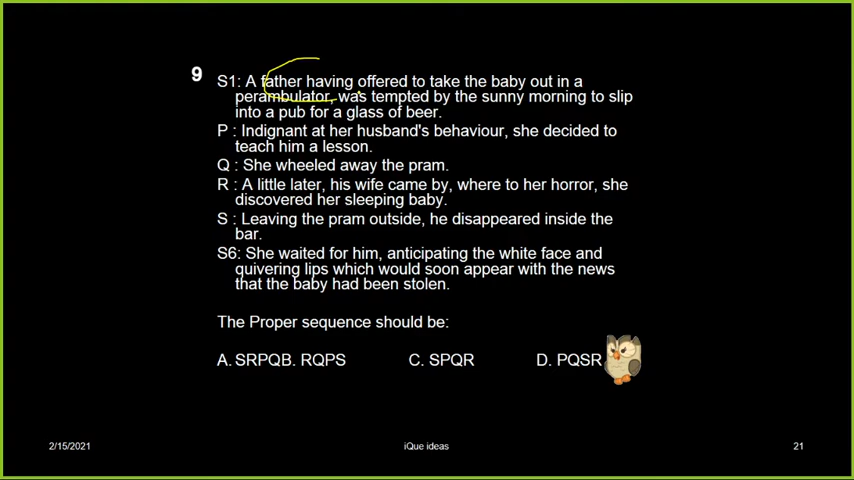 9
S1: A father having offered to take the baby out in a
perambulator, was tempted by the sunny morning to slip
into a pub for a glass of beer.
P : Indignant at her husband's behaviour, she decided to
teach him a lesson.
Q : She wheeled away the pram.
R : A little later, his wife came by, where to her horror, she
discovered her sleeping baby.
S : Leaving the pram outside, he disappeared inside the
bar.
S6: She waited for him, anticipating the white face and
quivering lips which would soon appear with the news
that the baby had been stolen.
The Proper sequence should be:
A. SRPQB. RQPS C. SPQR D. PQSR
2/15/2021 iQue ideas 21